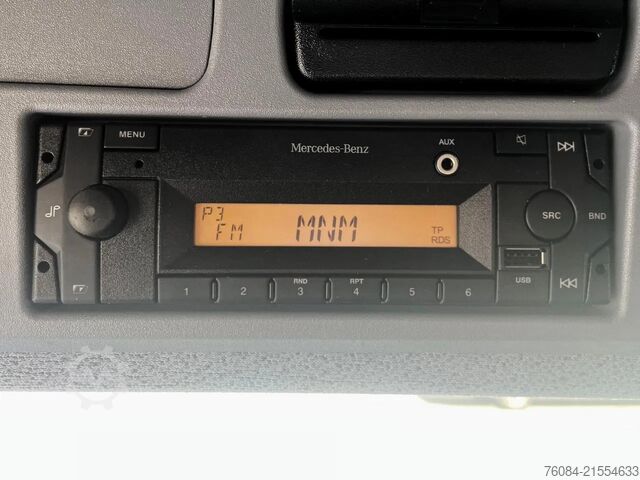 MENU
Mercedes-Benz
AUX
P3
FM MNM
TP
RDS
SRC
BND
USB
RND
RPT
1 2 3 4 5 6
76084-21554633